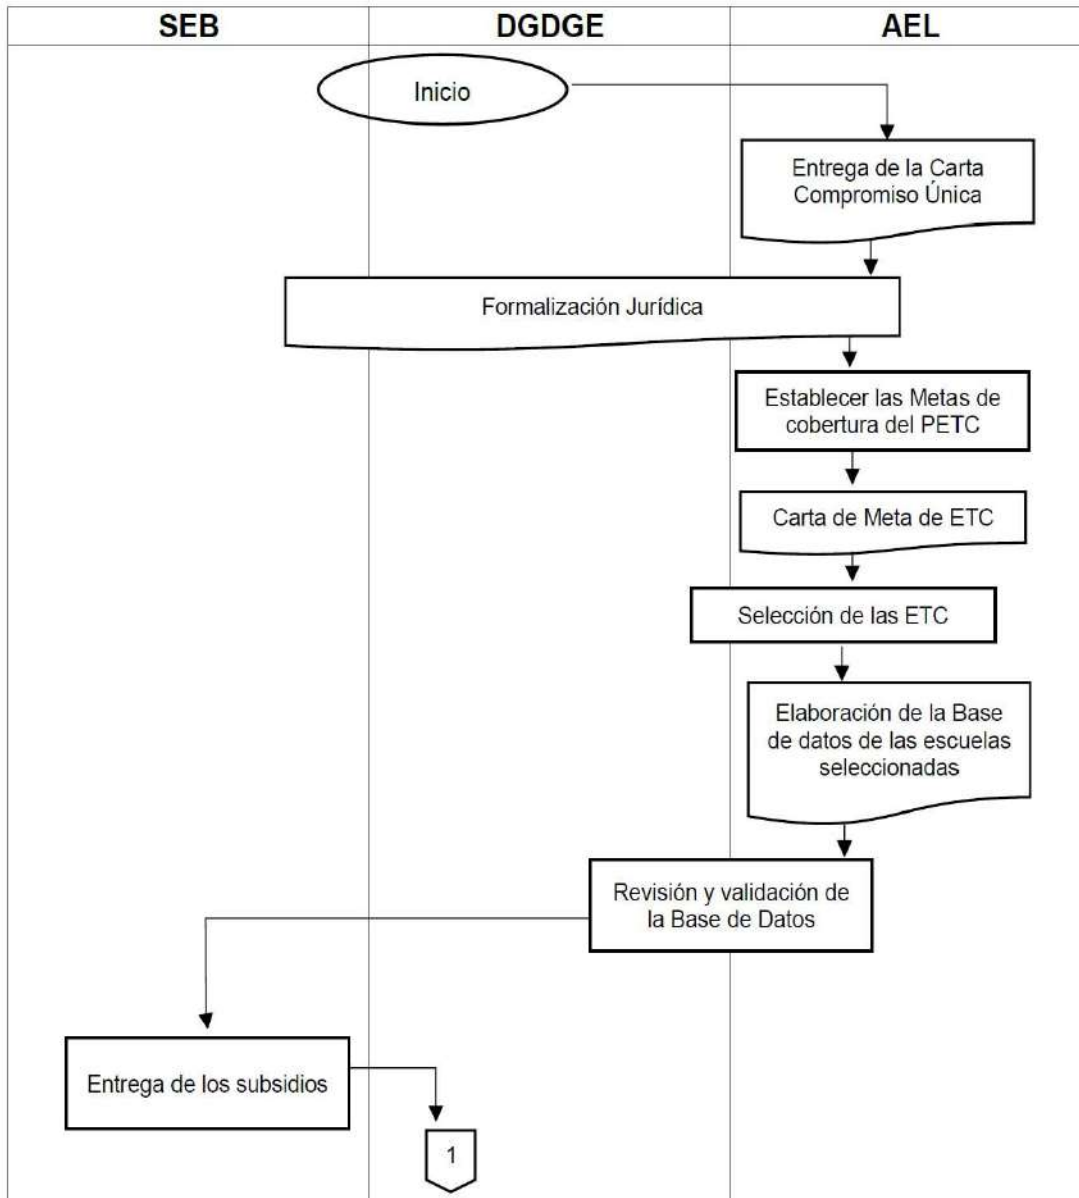 SEB DGDGE AEL
Inicio
Entrega de la Carta
Compromiso Única
Formalización Jurídica
Establecer las Metas de
cobertura del PETC
Carta de Meta de ETC
Selección de las ETC
Elaboración de la Base
de datos de las escuelas
seleccionadas
Revisión y validación de
la Base de Datos
Entrega de los subsidios
1